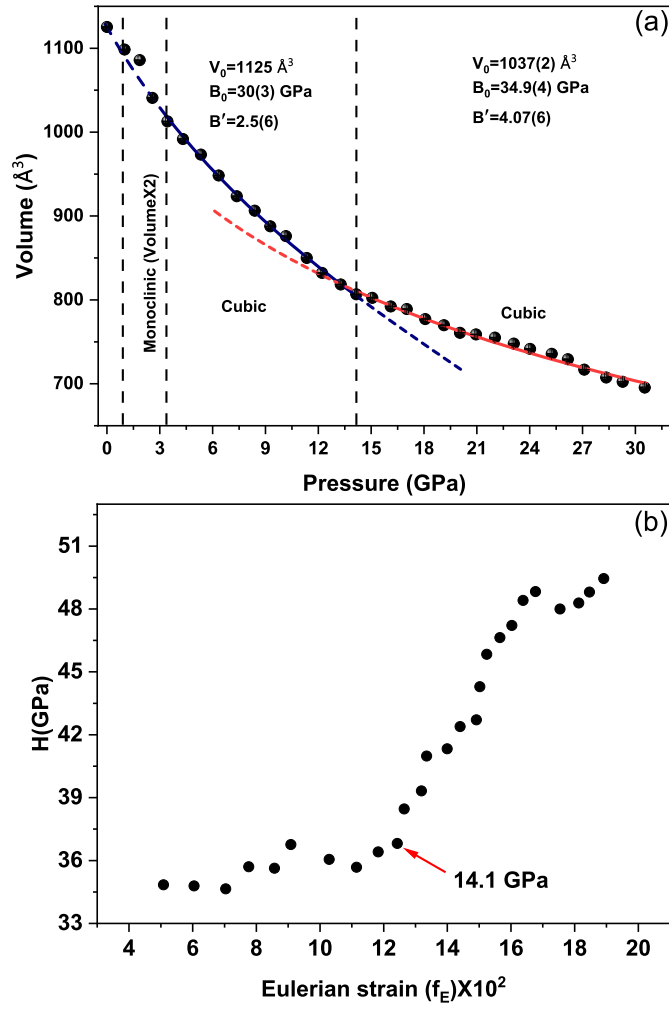 (a)
1100
1000
900
800
700
Volume (Å³)
V₀=1125 Å³
B₀=30(3) GPa
B′=2.5(6)
V₀=1037(2) Å³
B₀=34.9(4) GPa
B′=4.07(6)
Monoclinic (VolumeX2)
Cubic
Cubic
0 3 6 9 12 15 18 21 24 27 30
Pressure (GPa)
(b)
51
48
45
42
39
36
33
H(GPa)
14.1 GPa
4 6 8 10 12 14 16 18 20
Eulerian strain (f_E)X10²